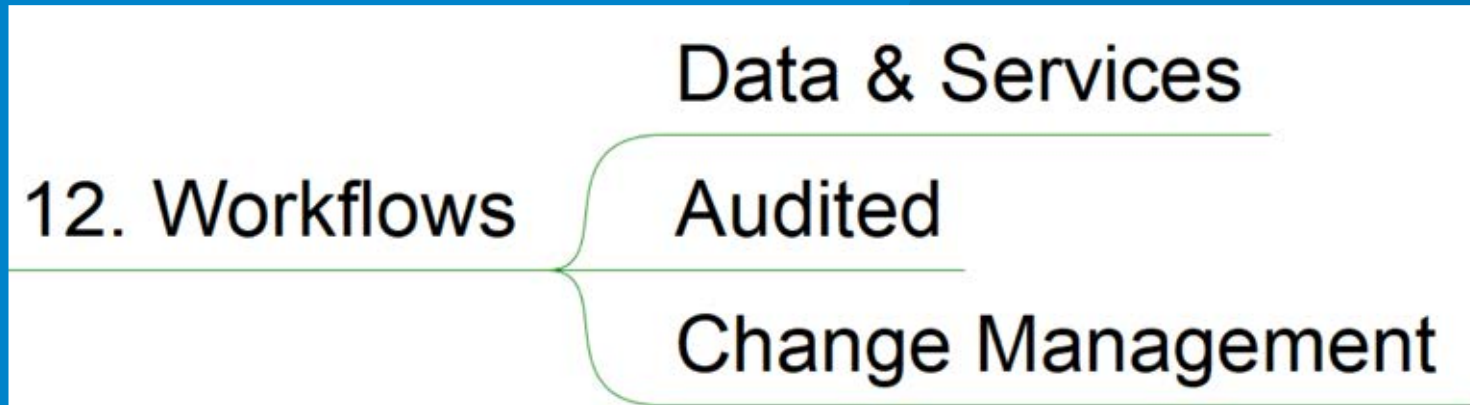 Data & Services
12. Workflows
Audited
Change Management